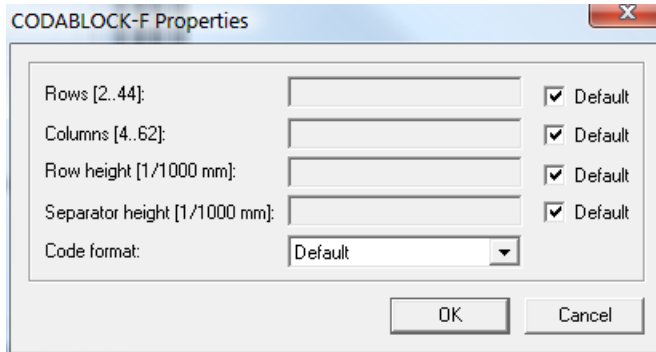 CODABLOCK-F Properties
Rows [2..44]: Default
Columns [4..62]: Default
Row height [1/1000 mm]: Default
Separator height [1/1000 mm]: Default
Code format: Default
OK Cancel